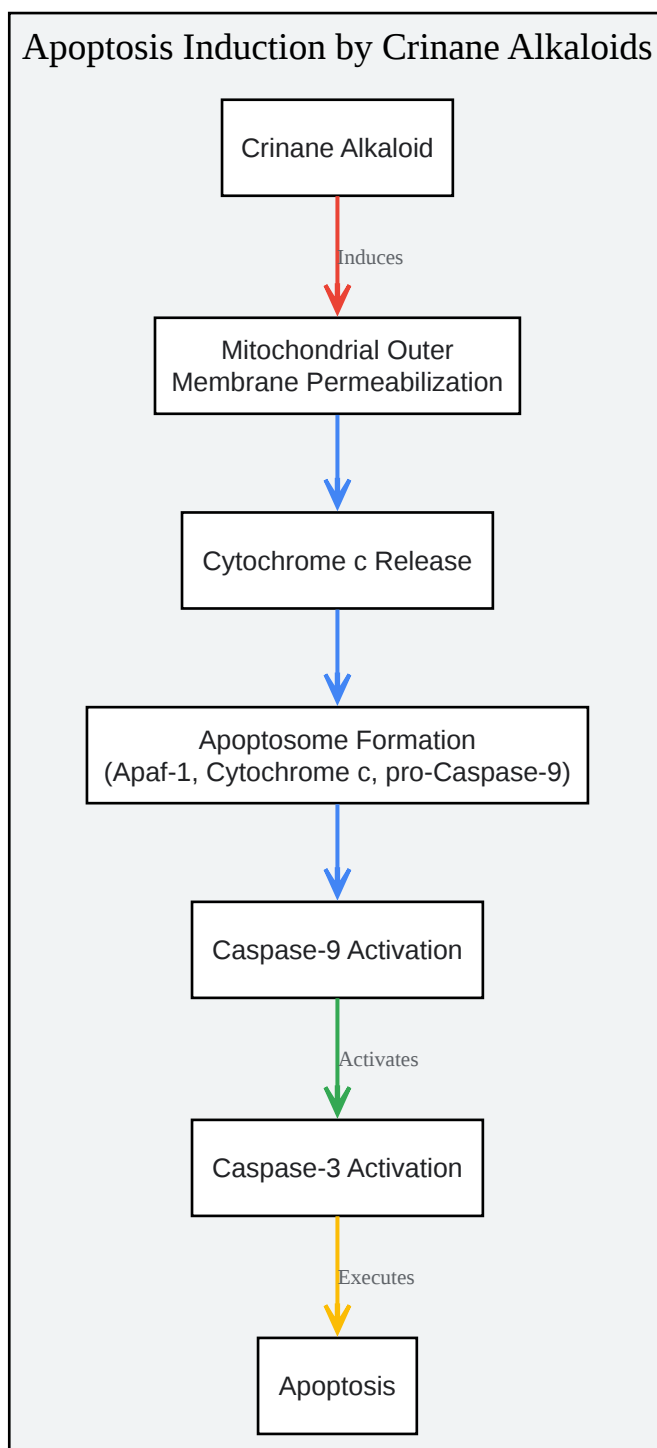 Apoptosis Induction by Crinane Alkaloids
Crinane Alkaloid
Induces
Mitochondrial Outer
Membrane Permeabilization
Cytochrome c Release
Apoptosome Formation
(Apaf-1, Cytochrome c, pro-Caspase-9)
Caspase-9 Activation
Activates
Caspase-3 Activation
Executes
Apoptosis